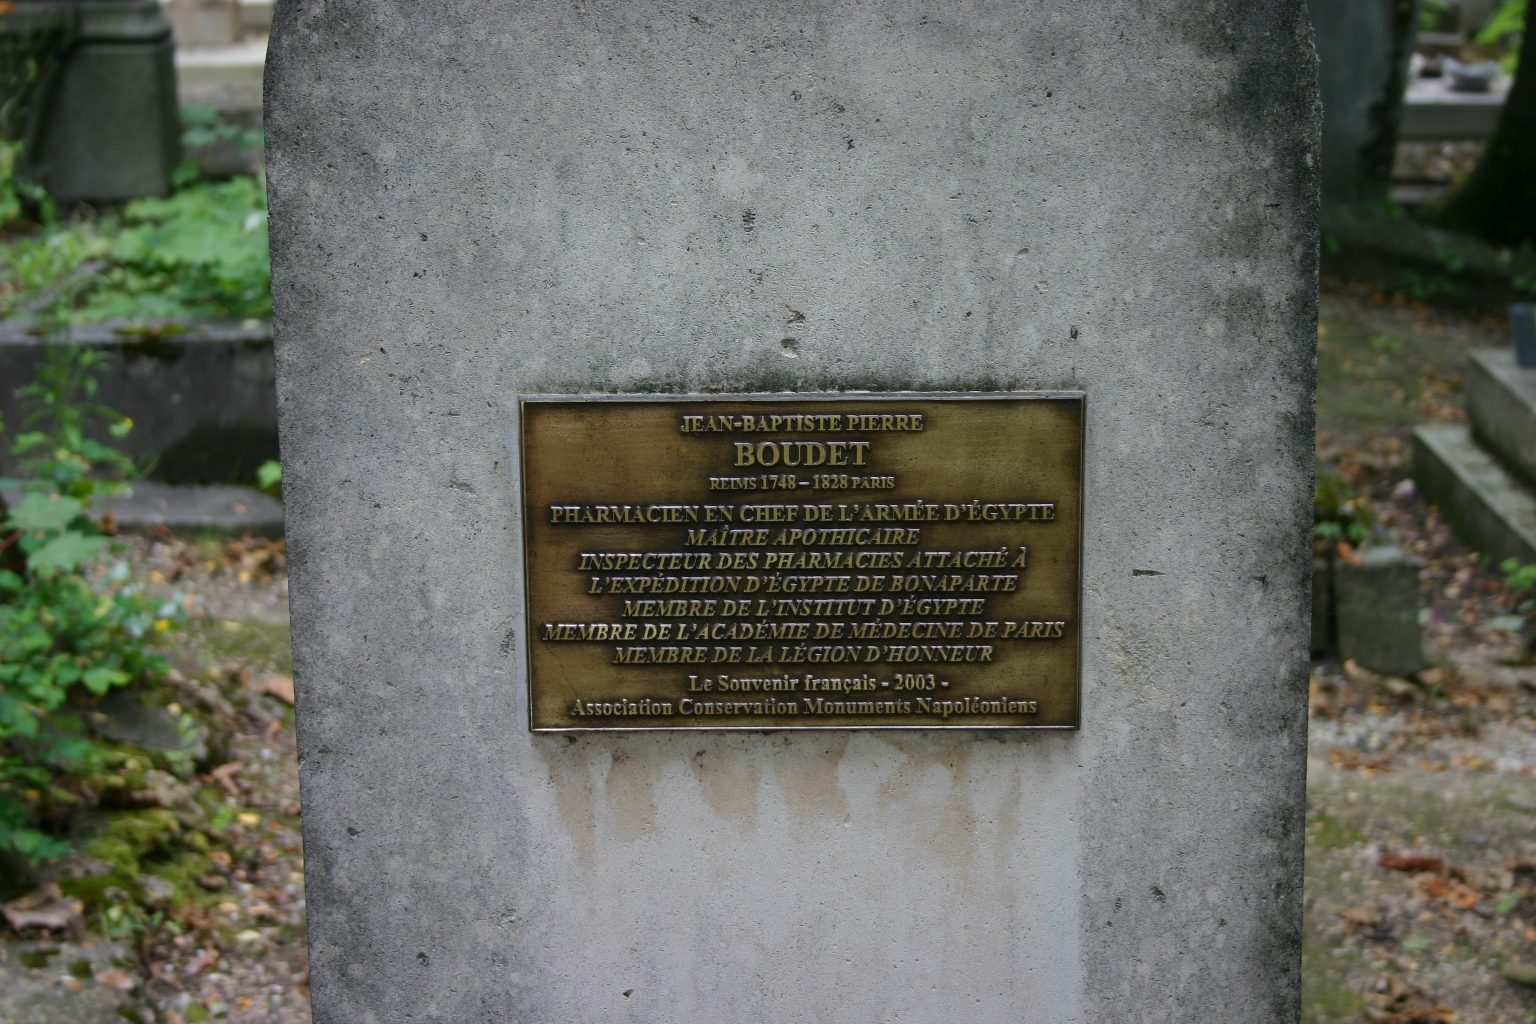 JEAN-BAPTISTE PIERRE
BOUDET
REIMS 1748 – 1828 PARIS
PHARMACIEN EN CHEF DE L'ARMÉE D'ÉGYPTE
MAÎTRE APOTHICAIRE
INSPECTEUR DES PHARMACIES ATTACHÉ À
L'EXPÉDITION D'ÉGYPTE DE BONAPARTE
MEMBRE DE L'INSTITUT D'ÉGYPTE
MEMBRE DE L'ACADÉMIE DE MÉDECINE DE PARIS
MEMBRE DE LA LÉGION D'HONNEUR
Le Souvenir français - 2003 -
Association Conservation Monuments Napoléoniens